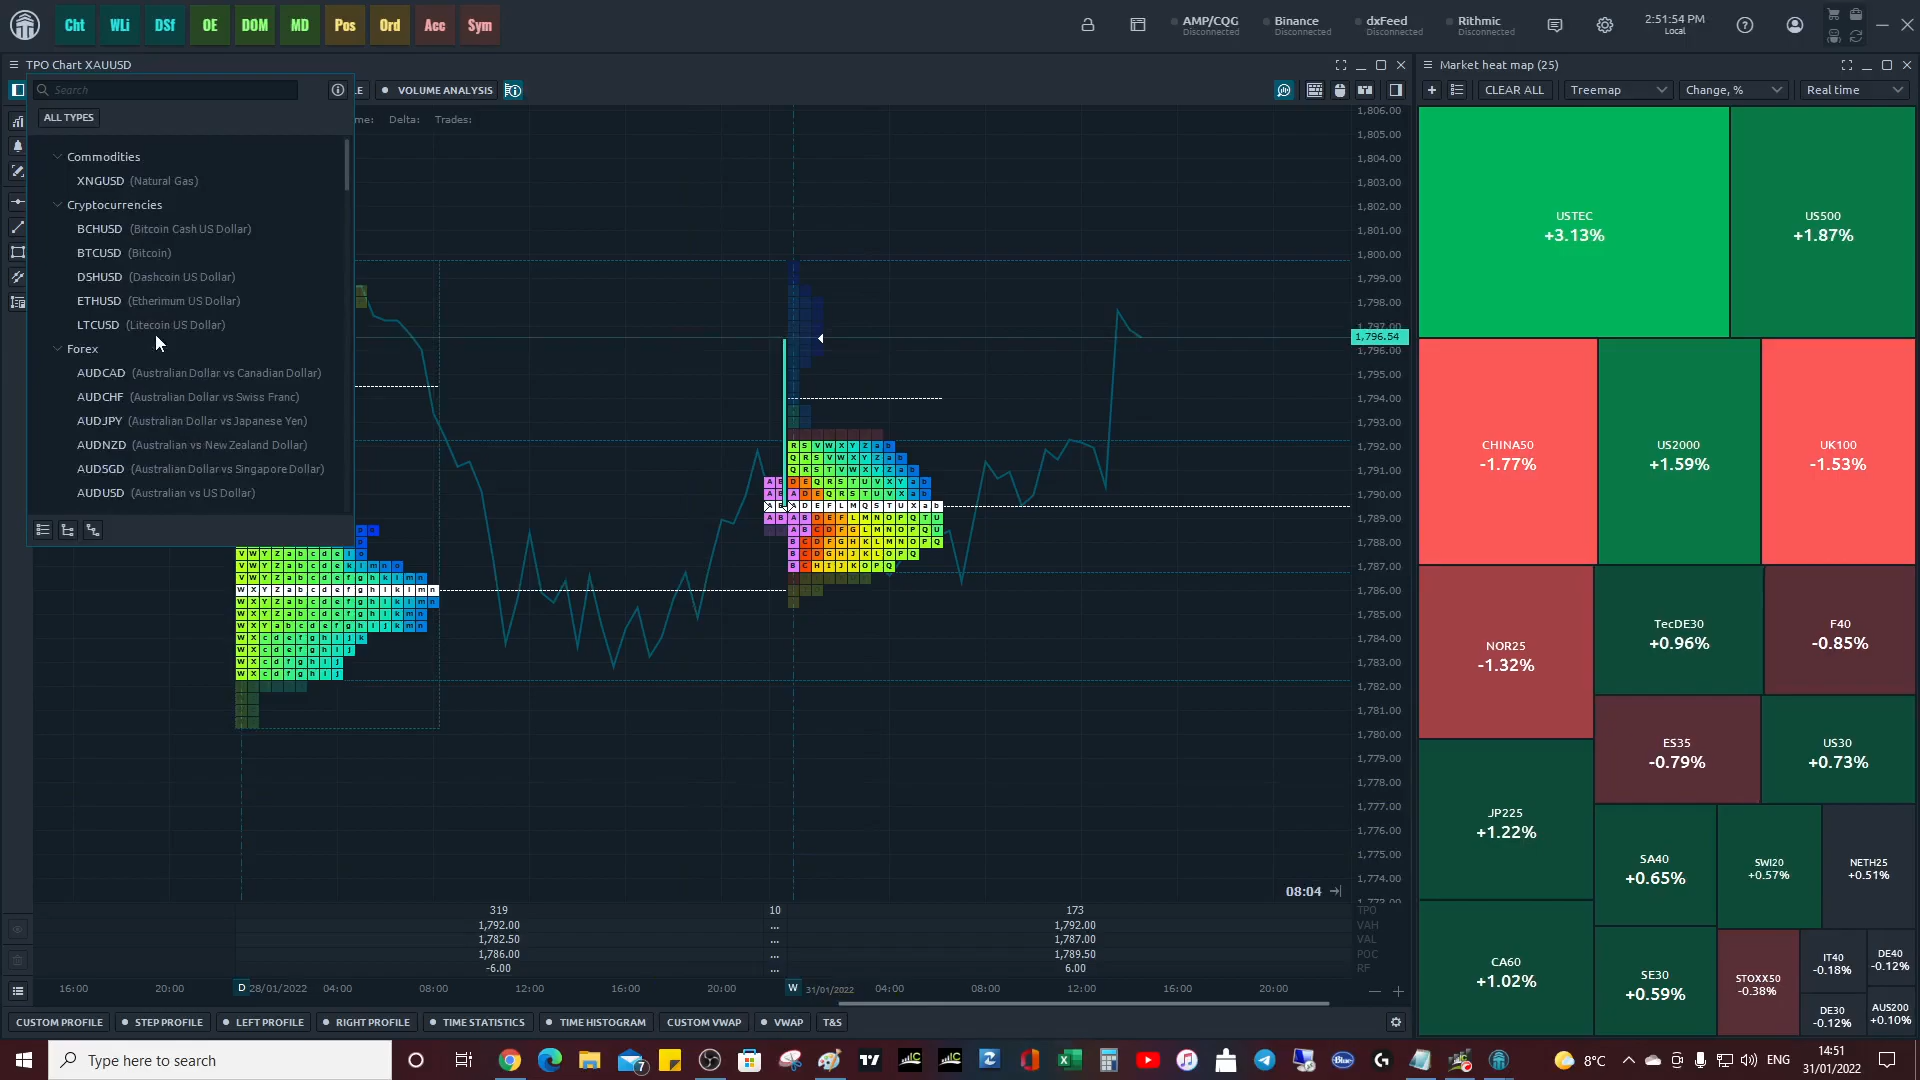 Cht WLi DSf OE DOM MD Pos Ord Acc Sym
AMP/CQG Disconnected
Binance Disconnected
dxFeed Disconnected
Rithmic Disconnected
2:51:54 PM
Local
TPO Chart XAUUSD
Search
LE
VOLUME ANALYSIS
ALL TYPES
me: Delta: Trades:
Commodities
XNGUSD (Natural Gas)
Cryptocurrencies
BCHUSD (Bitcoin Cash US Dollar)
BTCUSD (Bitcoin)
DSHUSD (Dashcoin US Dollar)
ETHUSD (Etherimum US Dollar)
LTCUSD (Litecoin US Dollar)
Forex
AUDCAD (Australian Dollar vs Canadian Dollar)
AUDCHF (Australian Dollar vs Swiss Franc)
AUDJPY (Australian Dollar vs Japanese Yen)
AUDNZD (Australian vs New Zealand Dollar)
AUDSGD (Australian Dollar vs Singapore Dollar)
AUDUSD (Australian vs US Dollar)
1,806.00
1,805.00
1,804.00
1,803.00
1,802.00
1,801.00
1,800.00
1,799.00
1,798.00
1,797.00
1,796.54
1,796.00
1,795.00
1,794.00
1,793.00
1,792.00
1,791.00
1,790.00
1,789.00
1,788.00
1,787.00
1,786.00
1,785.00
1,784.00
1,783.00
1,782.00
1,781.00
1,780.00
1,779.00
1,778.00
1,777.00
1,776.00
1,775.00
1,774.00
08:04
319 10 173 TPO
1,792.00 ... 1,792.00 VAH
1,782.50 ... 1,787.00 VAL
1,786.00 ... 1,789.50 POC
-6.00 ... 6.00 RF
16:00 20:00 D 28/01/2022 04:00 08:00 12:00 16:00 20:00 W 31/01/2022 04:00 08:00 12:00 16:00 20:00
CUSTOM PROFILE STEP PROFILE LEFT PROFILE RIGHT PROFILE TIME STATISTICS TIME HISTOGRAM CUSTOM VWAP VWAP T&S
Market heat map (25)
CLEAR ALL Treemap Change, % Real time
USTEC
+3.13%
US500
+1.87%
CHINA50
-1.77%
US2000
+1.59%
UK100
-1.53%
NOR25
-1.32%
TecDE30
+0.96%
F40
-0.85%
ES35
-0.79%
US30
+0.73%
JP225
+1.22%
SA40
+0.65%
SWI20
+0.57%
NETH25
+0.51%
CA60
+1.02%
SE30
+0.59%
STOXX50
-0.38%
IT40
-0.18%
DE40
-0.12%
DE30
-0.12%
AUS200
+0.10%
Type here to search
7
8°C
ENG
14:51
31/01/2022